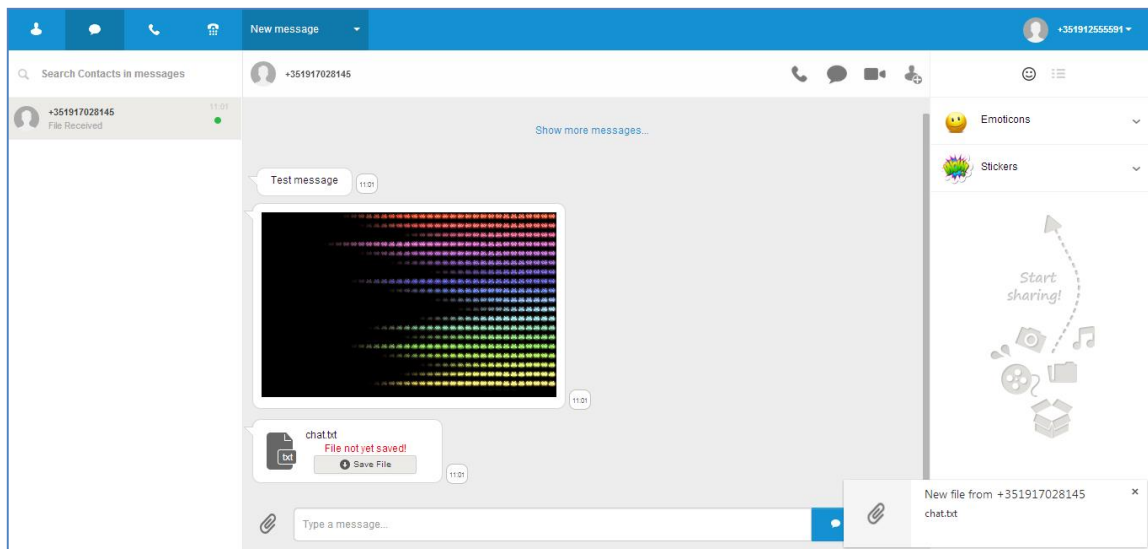 New message
+351912555591
Search Contacts in messages
+351917028145
11:01
File Received
+351917028145
Show more messages...
Test message
11:01
11:01
chat.txt
File not yet saved!
txt
Save File
11:01
Type a message...
Emoticons
Stickers
Start
sharing!
New file from +351917028145
chat.txt